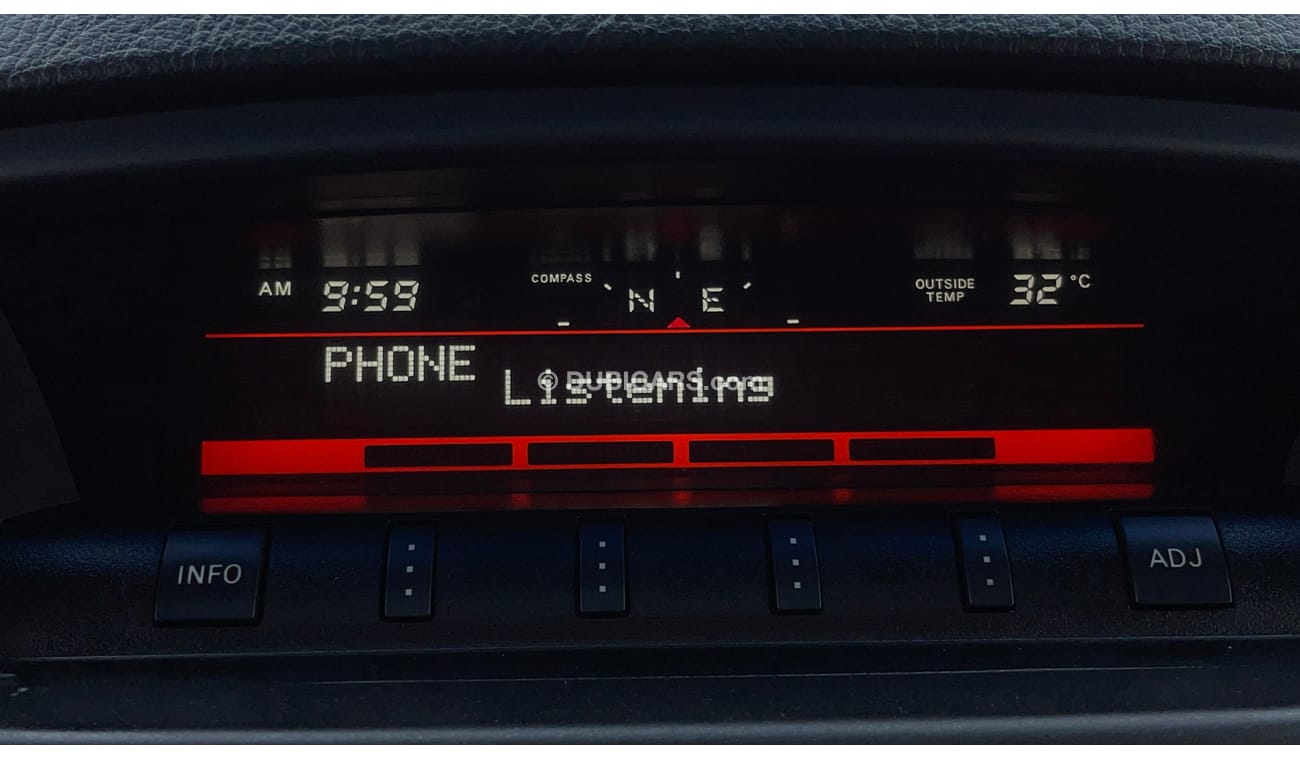 AM 9:59 COMPASS N E OUTSIDE TEMP 32 °C
PHONE
Listening
© DUBICARS.com
INFO ADJ